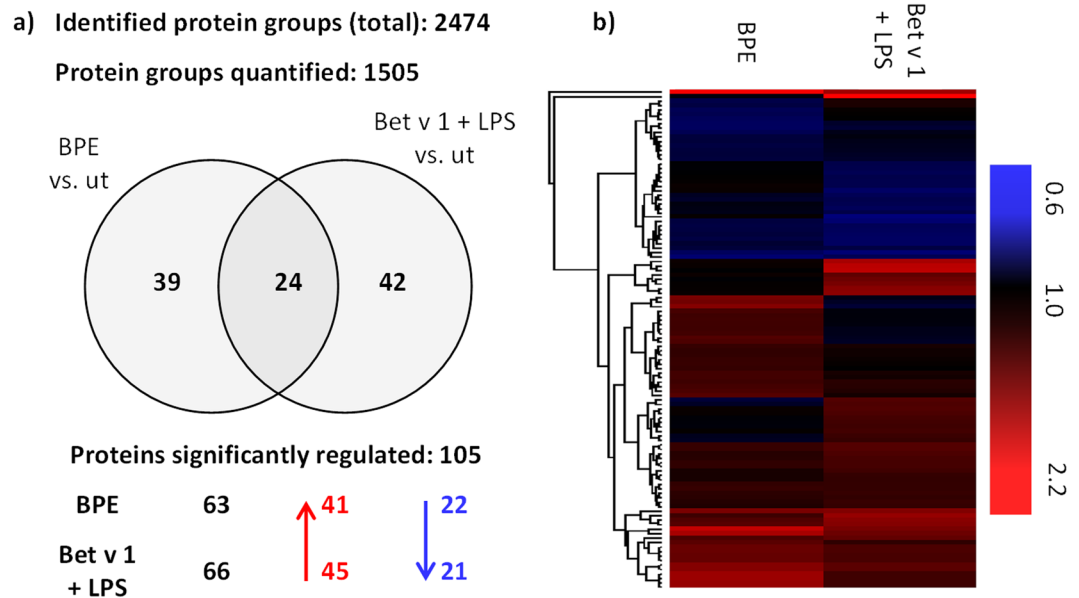 a) Identified protein groups (total): 2474
Protein groups quantified: 1505
BPE
vs. ut
Bet v 1 + LPS
vs. ut
39
24
42
Proteins significantly regulated: 105
BPE 63 41 22
Bet v 1
+ LPS
66 45 21
b)
BPE
Bet v 1
+ LPS
0.6
1.0
2.2